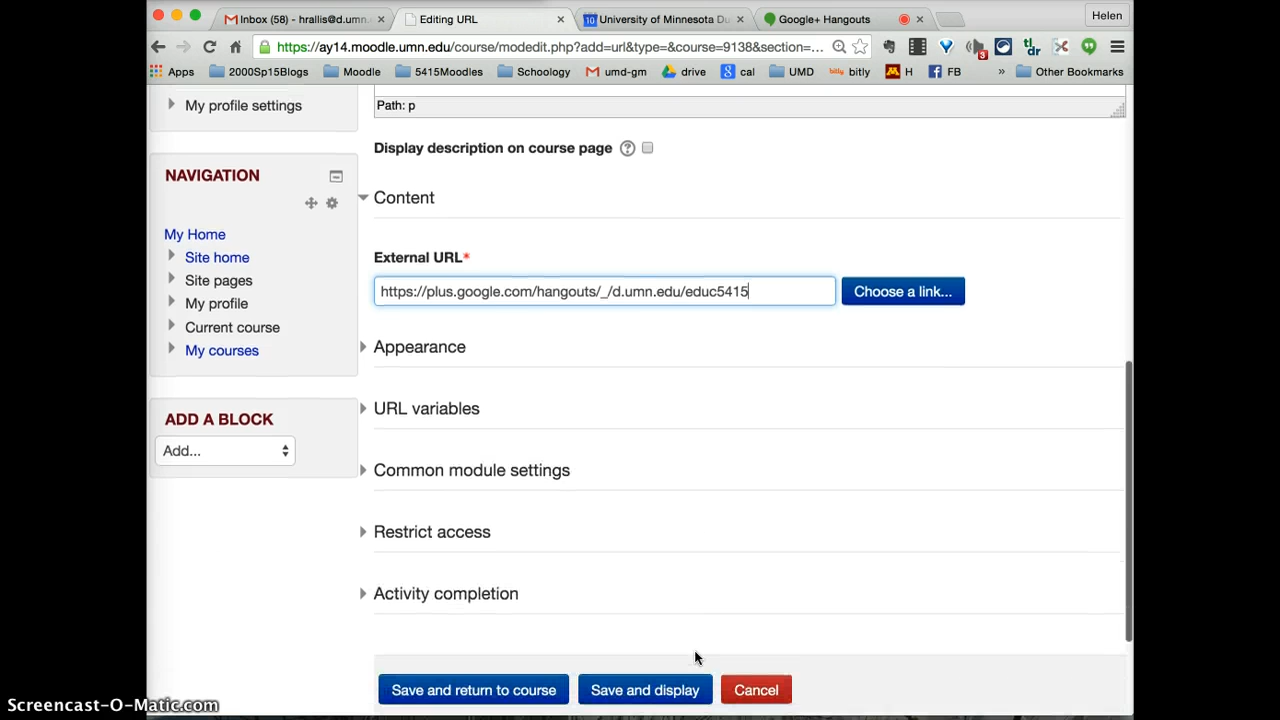 Inbox (58) - hrallis@d.umn.
Editing URL
University of Minnesota Du
Google+ Hangouts
Helen
https://ay14.moodle.umn.edu/course/modedit.php?add=url&type=&course=9138&section=...
3
Apps
2000Sp15Blogs
Moodle
5415Moodles
Schoology
umd-gm
drive
8 cal
UMD
bitly bitly
M H
f FB
»
Other Bookmarks
My profile settings
Path: p
Display description on course page ?
NAVIGATION
Content
My Home
Site home
Site pages
My profile
Current course
My courses
External URL*
https://plus.google.com/hangouts/_/d.umn.edu/educ5415
Choose a link...
Appearance
URL variables
ADD A BLOCK
Add...
Common module settings
Restrict access
Activity completion
Save and return to course
Save and display
Cancel
Screencast-O-Matic.com